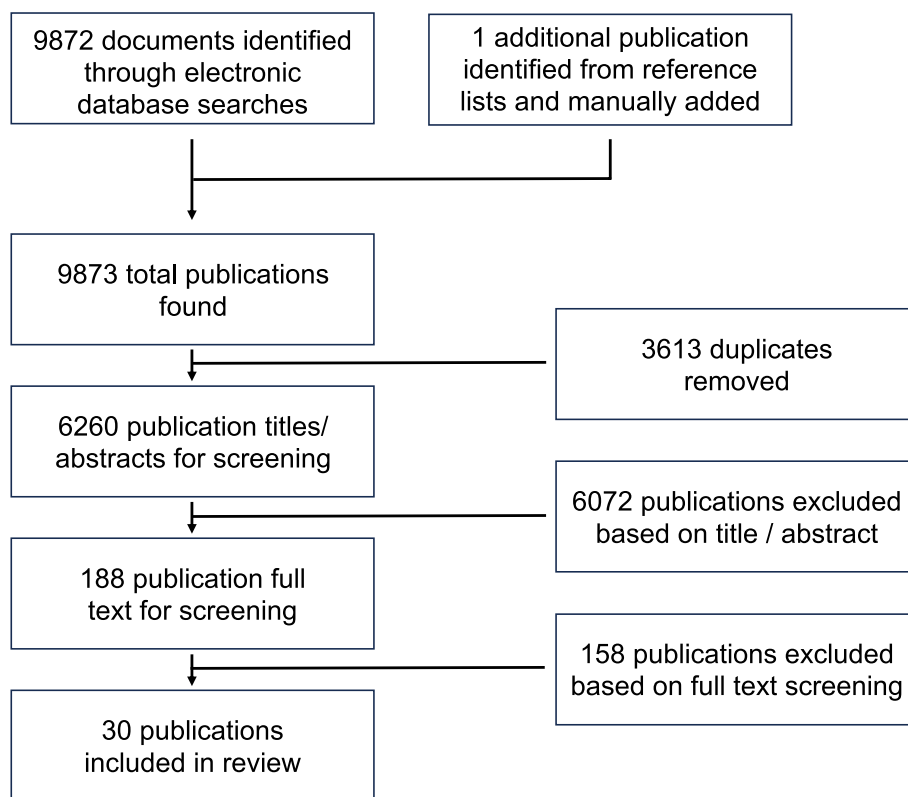 9872 documents identified
through electronic
database searches
1 additional publication
identified from reference
lists and manually added
9873 total publications
found
3613 duplicates
removed
6260 publication titles/
abstracts for screening
6072 publications excluded
based on title / abstract
188 publication full
text for screening
158 publications excluded
based on full text screening
30 publications
included in review